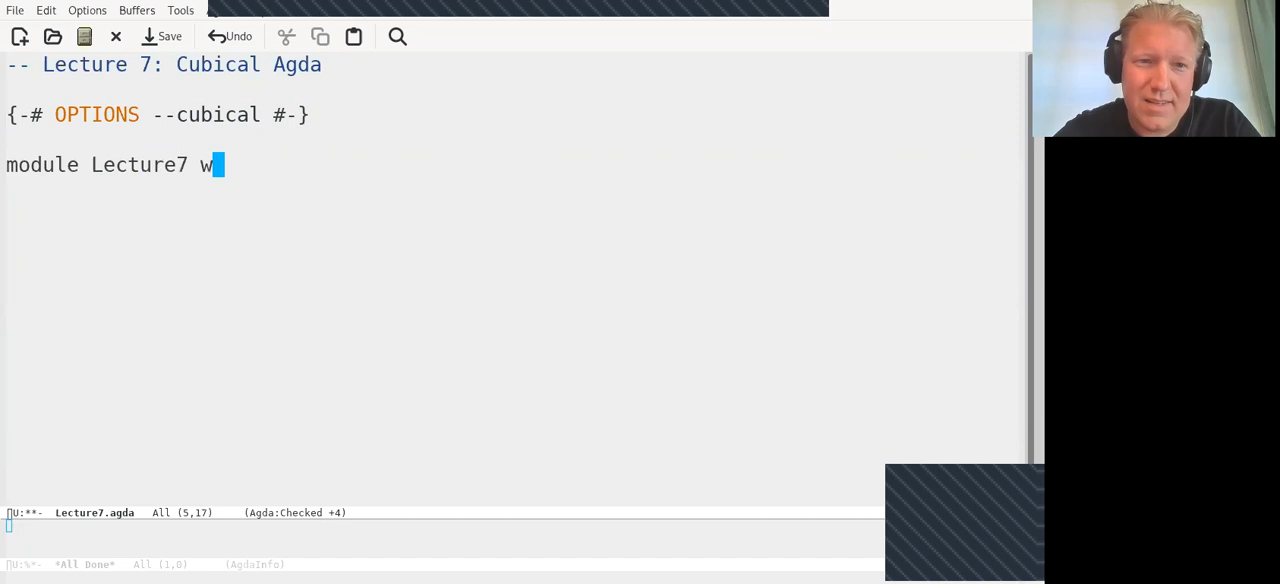 File Edit Options Buffers Tools
Save Undo
-- Lecture 7: Cubical Agda
{-# OPTIONS --cubical #-}
module Lecture7 w
U:**- Lecture7.agda All (5,17) (Agda:Checked +4)
U:%*- *All Done* All (1,0) (AgdaInfo)